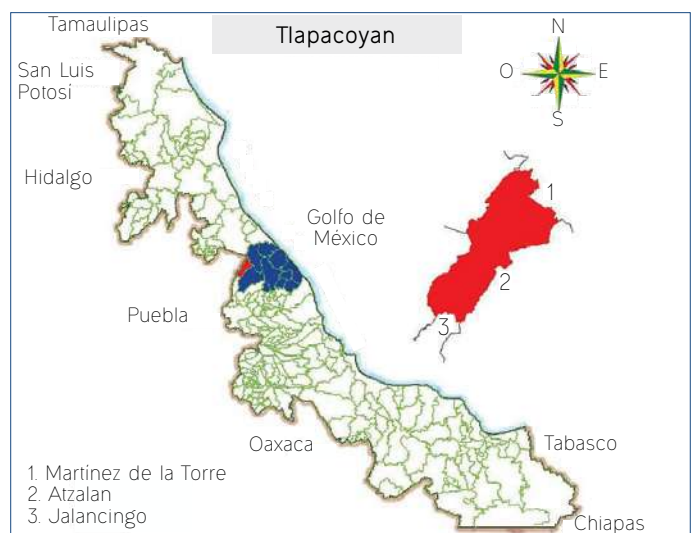 Tamaulipas
Tlapacoyan
N
San Luis
Potosí
O
E
S
Hidalgo
1
Golfo de
México
2
Puebla
3
Oaxaca
Tabasco
1. Martínez de la Torre
2. Atzalan
3. Jalancingo
Chiapas